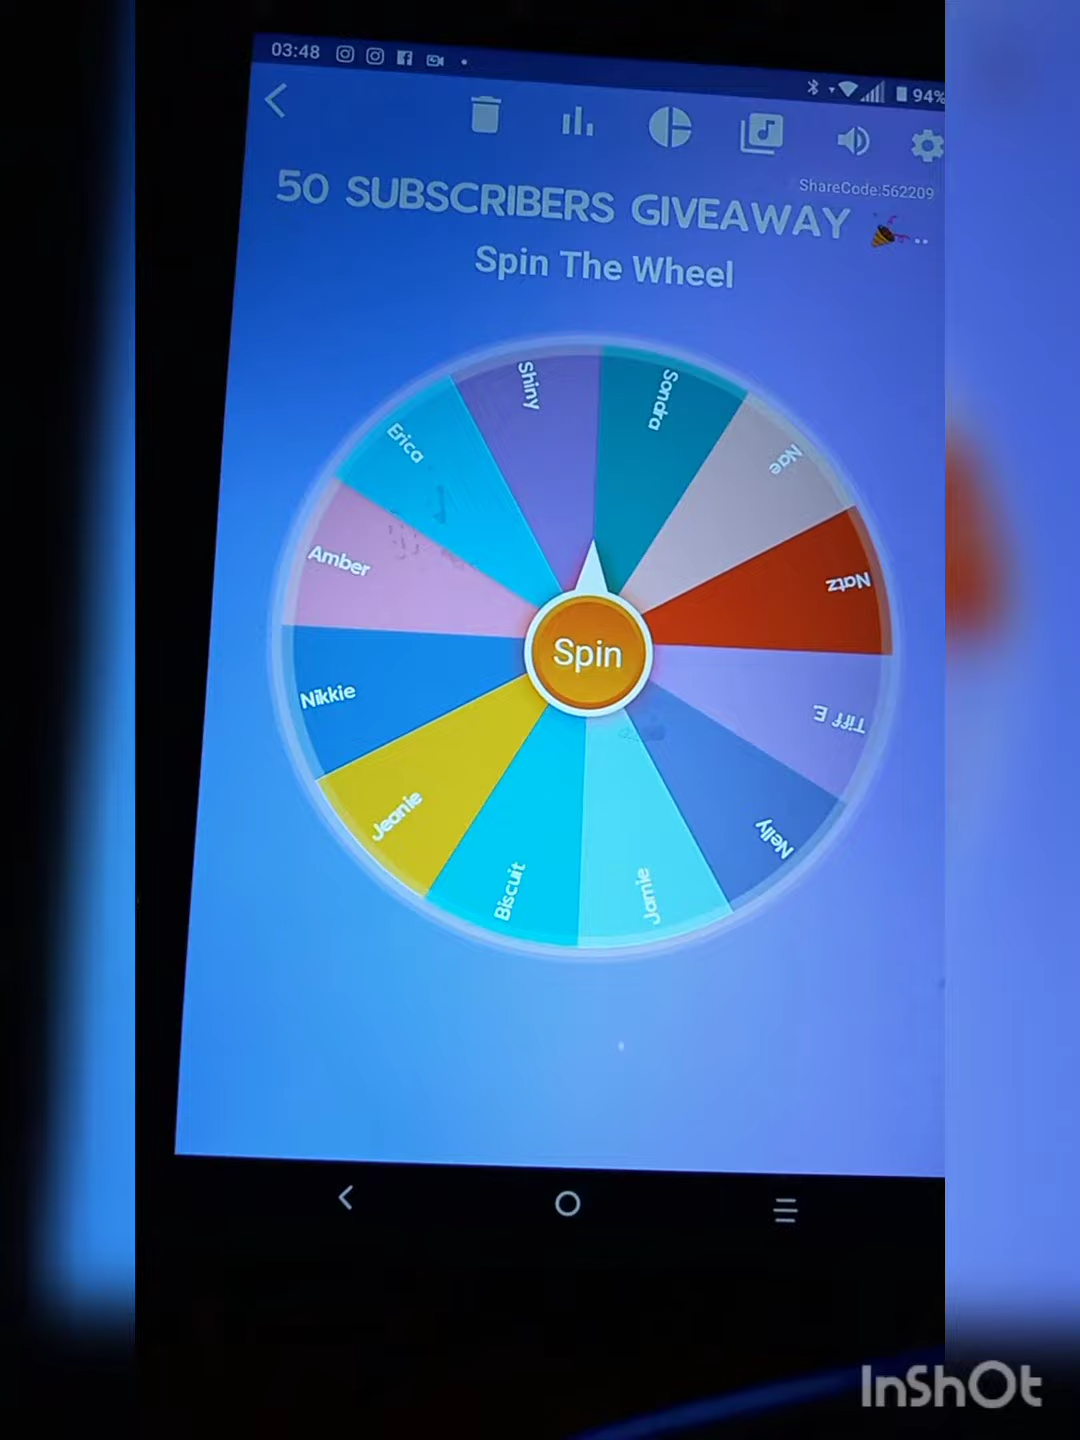 03:48
94%
ShareCode:562209
50 SUBSCRIBERS GIVEAWAY 🎉..
Spin The Wheel
Shiny
Sondra
Erica
Nae
Amber
Natz
Nikkie
Tiff E.
Jeanie
Nelly
Biscuit
Jamie
Spin
InShOt